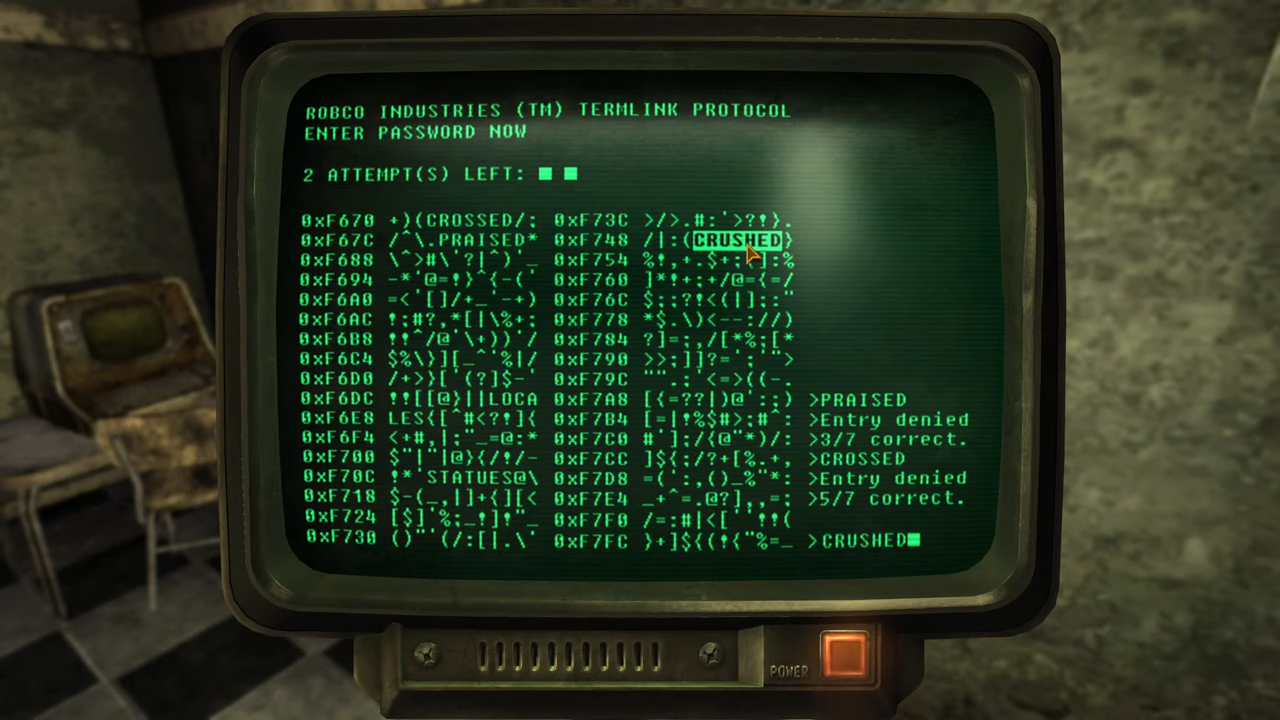 ROBCO INDUSTRIES (TM) TERMLINK PROTOCOL
ENTER PASSWORD NOW
2 ATTEMPT(S) LEFT: ■ ■
0xF670 +)(CROSSED/; 0xF73C >/>.#:'>?!}.
0xF67C /^\.PRAISED* 0xF748 /|:(CRUSHED}
0xF688 \^>#\'?|^)'_ 0xF754 %!,+.$+;{]:%
0xF694 -*'@=!}^{-(' 0xF760 ]*!+;+/@={=/
0xF6A0 =<'[]/+_'-+) 0xF76C $;;?!<(|];:"
0xF6AC !;#?,*[|\%+; 0xF778 *$.\)<--://)
0xF6B8 !!^/@'\+))'/ 0xF784 ?]=;,/[*%;[*
0xF6C4 $%\}][_^'%|/ 0xF790 >>;]]?=';'">
0xF6D0 /+>}['(?]$-' 0xF79C "".:'<=>((-.
0xF6DC !![[@}||LOCA 0xF7A8 [{=??|)@':;) >PRAISED
0xF6E8 LES{[^#<?!]{ 0xF7B4 [=|!%$#>;#^: >Entry denied
0xF6F4 <+#,|;"_=@:* 0xF7C0 #'];/{@"*)/: >3/7 correct.
0xF700 $"|"|@}{/!/- 0xF7CC ]${;/?+[%.+, >CROSSED
0xF70C !*'STATUES@\ 0xF7D8 =(':,()_%"*: >Entry denied
0xF718 $-(_,|]+{][< 0xF7E4 _+^=.@?],,=; >5/7 correct.
0xF724 [$]'%;_!]!"_ 0xF7F0 /=:#|<[''!!(
0xF730 ()"'(/:[|.\' 0xF7FC }+]${(!{"%=_ >CRUSHED■
POWER